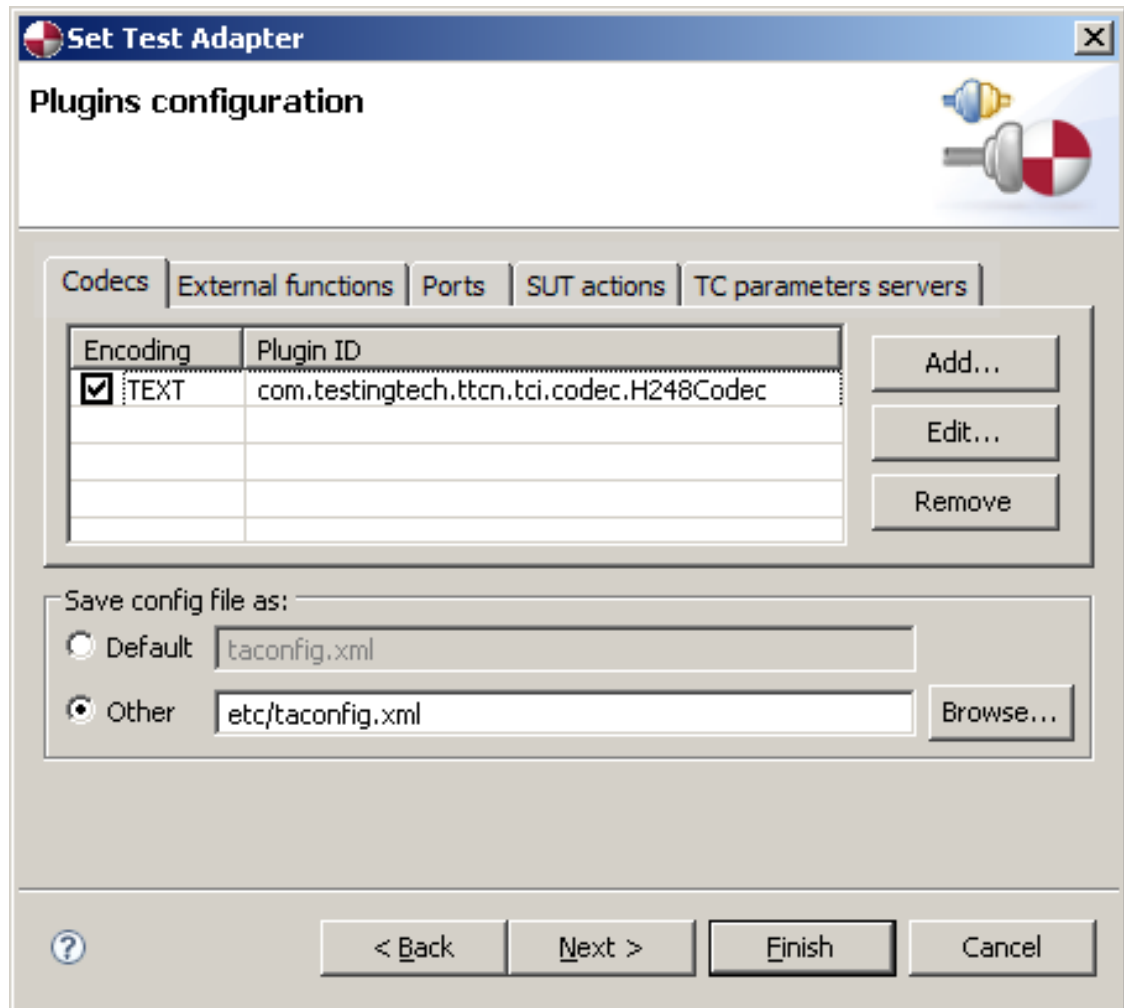 Set Test Adapter
Plugins configuration
Codecs External functions Ports SUT actions TC parameters servers
Encoding Plugin ID
TEXT com.testingtech.ttcn.tci.codec.H248Codec
Add...
Edit...
Remove
Save config file as:
Default taconfig.xml
Other etc/taconfig.xml Browse...
? < Back Next > Finish Cancel